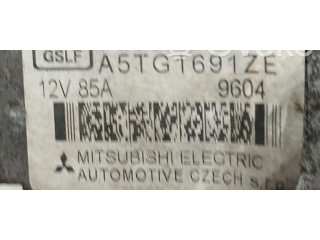 GSLF A5TG1691ZE
12V 85A 9604
MITSUBISHI ELECTRIC
AUTOMOTIVE CZECH s.r.o.